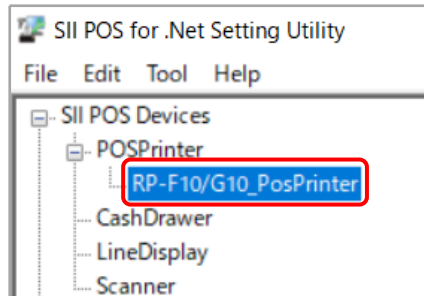 SII POS for .Net Setting Utility
File Edit Tool Help
SII POS Devices
POSPrinter
RP-F10/G10_PosPrinter
CashDrawer
LineDisplay
Scanner